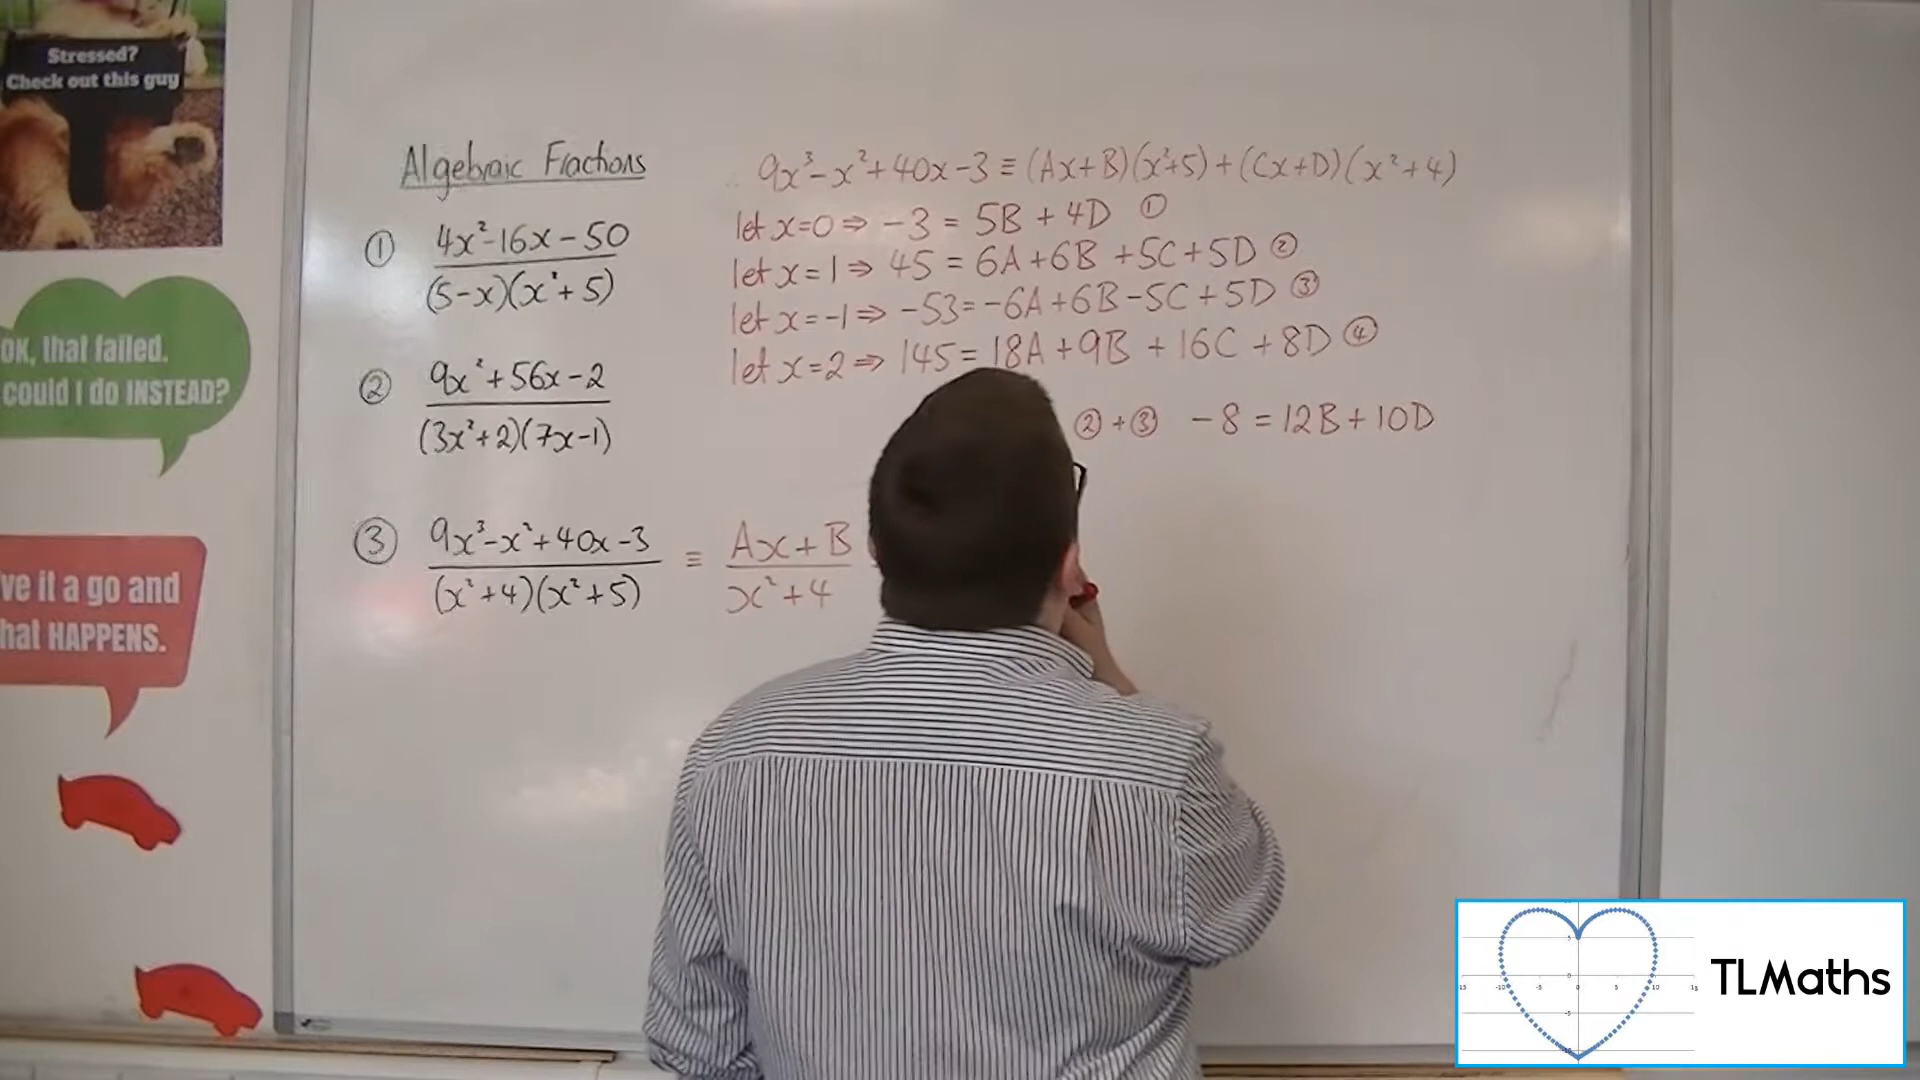 Stressed?
Check out this guy
OK, that failed.
could I do INSTEAD?
ve it a go and
hat HAPPENS.
Algebraic Fractions
① 4x²-16x-50
(5-x)(x²+5)
② 9x²+56x-2
(3x²+2)(7x-1)
③ 9x³-x²+40x-3 ≡ Ax+B
(x²+4)(x²+5) x²+4
9x³-x²+40x-3 ≡ (Ax+B)(x²+5)+(Cx+D)(x²+4)
let x=0 ⇒ -3 = 5B + 4D ①
let x=1 ⇒ 45 = 6A+6B+5C+5D ②
let x=-1 ⇒ -53=-6A+6B-5C+5D ③
let x=2 ⇒ 145=18A+9B+16C+8D ④
②+③ -8=12B+10D
TLMaths